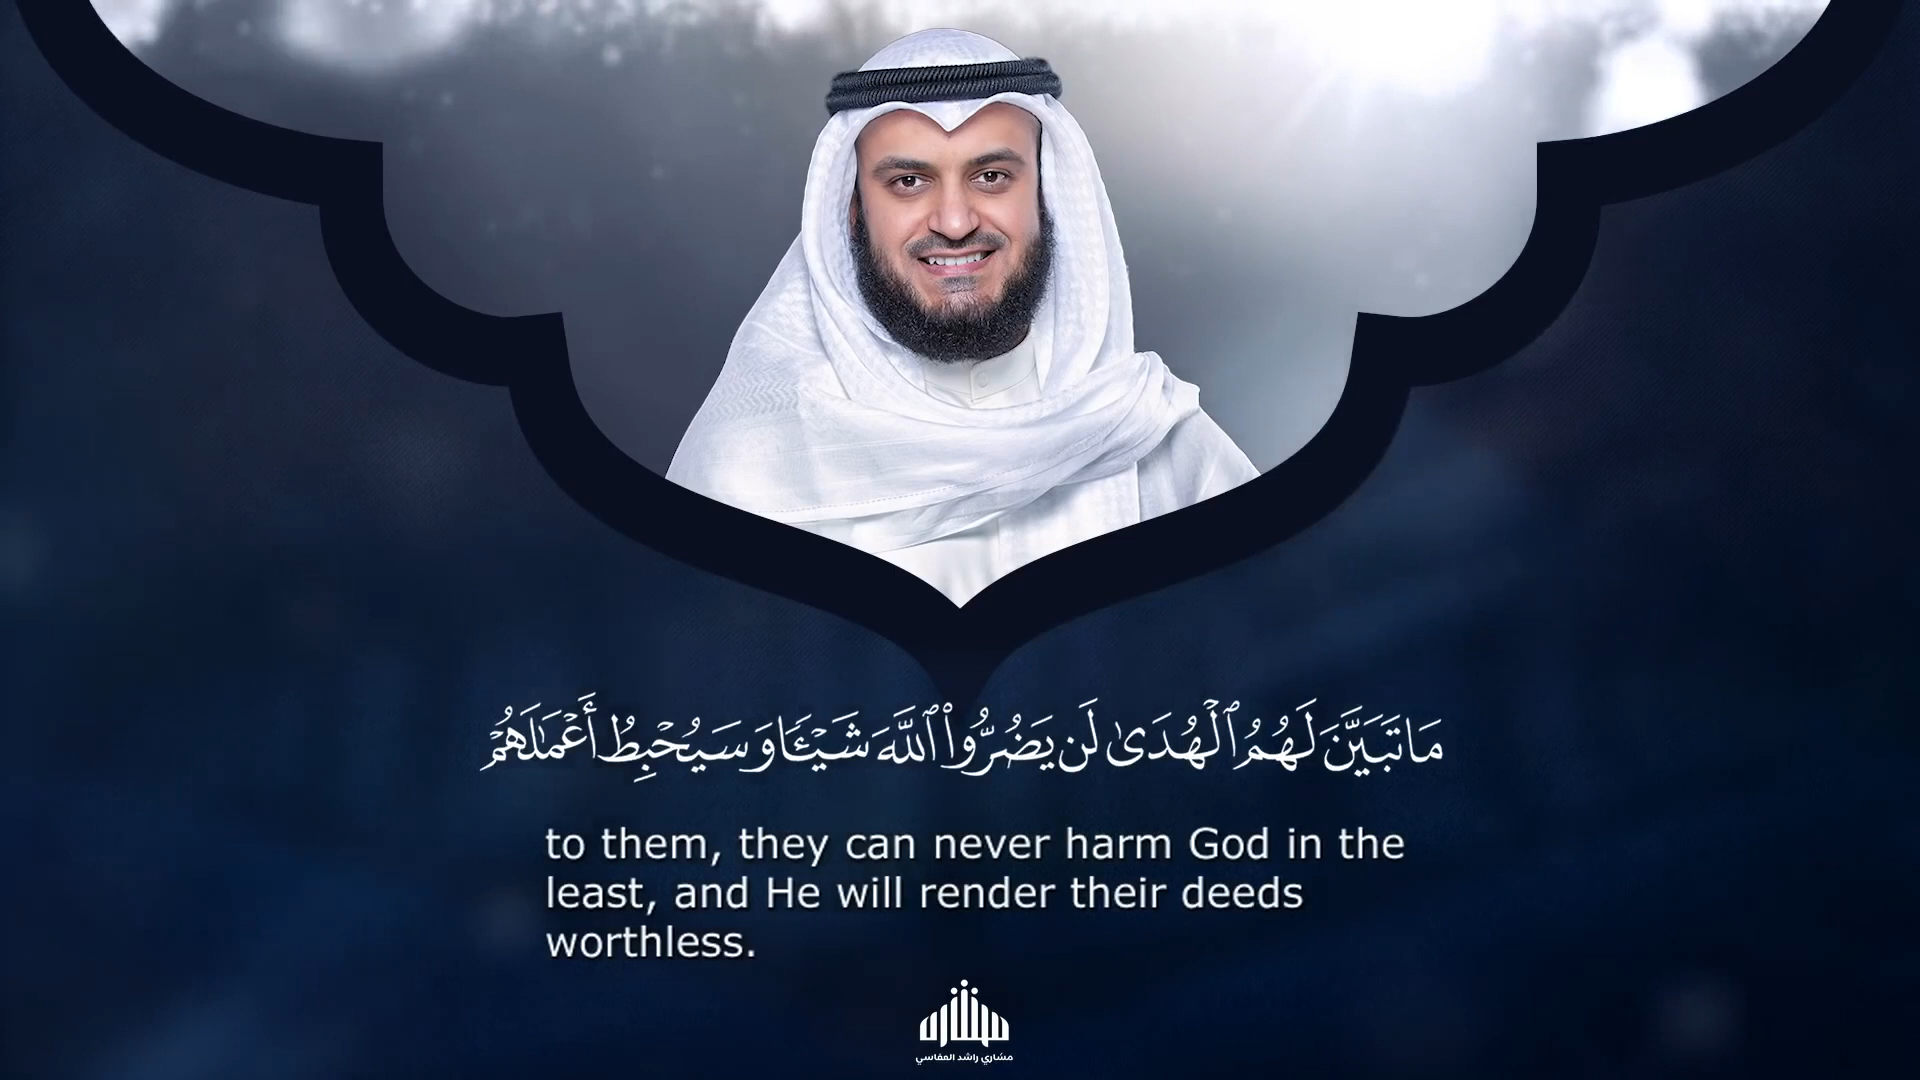 مَا تَبَيَّنَ لَهُمُ ٱلۡهُدَىٰ لَن يَضُرُّواْ ٱللَّهَ شَيۡـٔٗا وَسَيُحۡبِطُ أَعۡمَٰلَهُمۡ
to them, they can never harm God in the
least, and He will render their deeds
worthless.
مشاري
مشاري راشد العفاسي